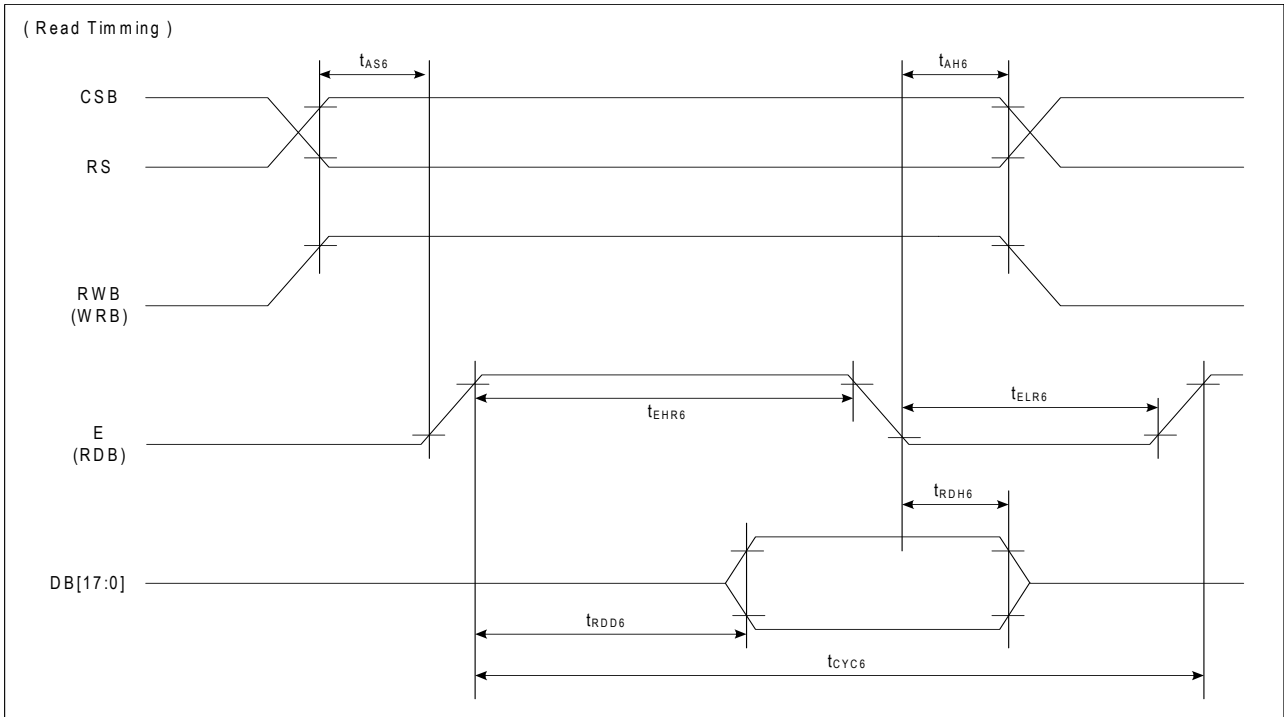 ( Read Timming )
tAS6
tAH6
CSB
RS
RWB
(WRB)
tEHR6
tELR6
E
(RDB)
tRDH6
DB[17:0]
tRDD6
tCYC6